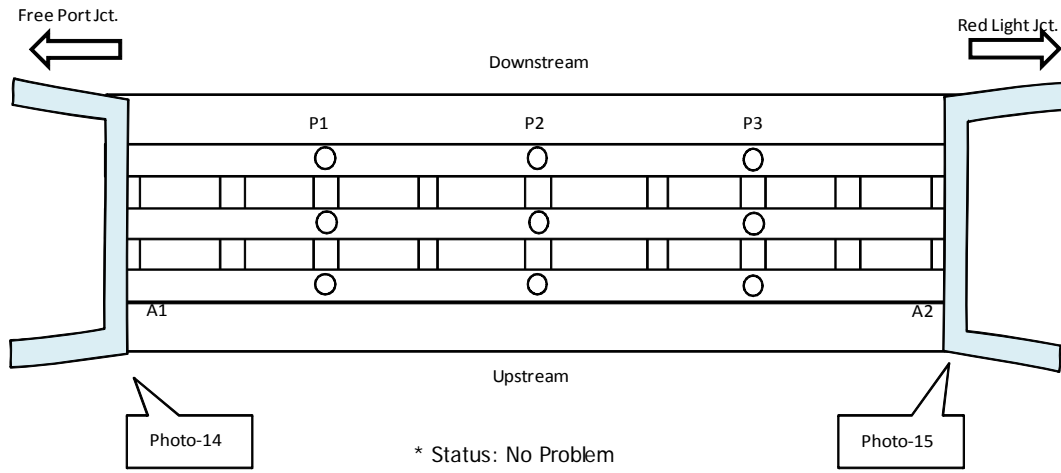 Free Port Jct.
Red Light Jct.
Downstream
P1 P2 P3
A1 A2
Upstream
Photo-14
Photo-15
* Status: No Problem